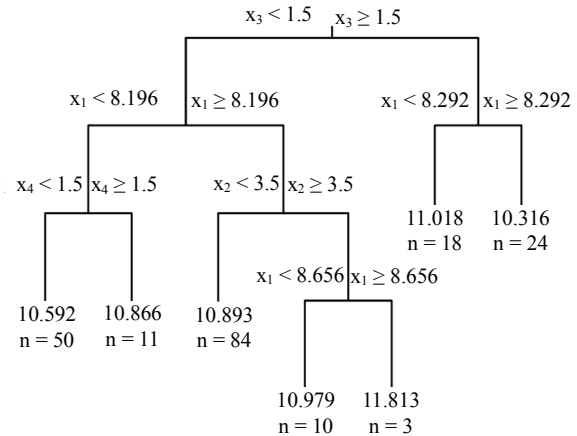 x₃ < 1.5 x₃ ≥ 1.5
x₁ < 8.196 x₁ ≥ 8.196
x₁ < 8.292 x₁ ≥ 8.292
x₄ < 1.5 x₄ ≥ 1.5
x₂ < 3.5 x₂ ≥ 3.5
11.018
n = 18
10.316
n = 24
x₁ < 8.656 x₁ ≥ 8.656
10.592
n = 50
10.866
n = 11
10.893
n = 84
10.979
n = 10
11.813
n = 3